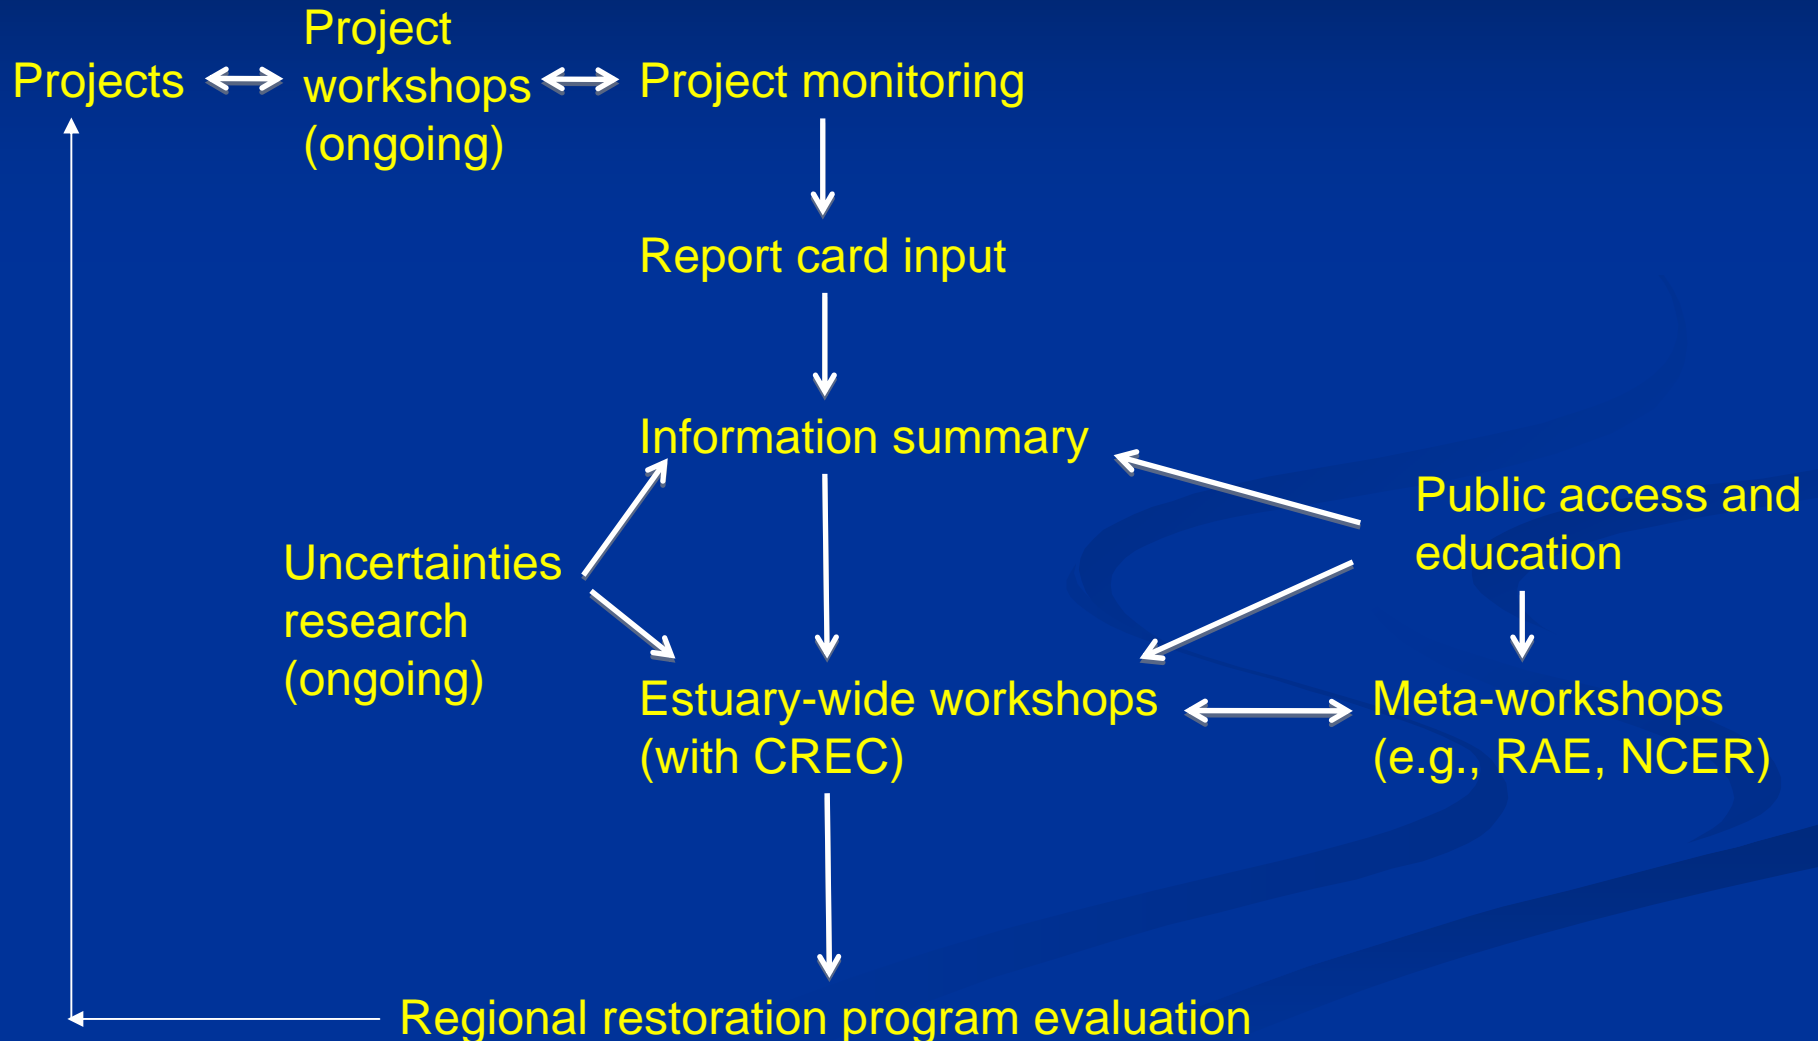 Projects
Project
workshops
(ongoing)
Project monitoring
Report card input
Information summary
Public access and
education
Uncertainties
research
(ongoing)
Estuary-wide workshops
(with CREC)
Meta-workshops
(e.g., RAE, NCER)
Regional restoration program evaluation